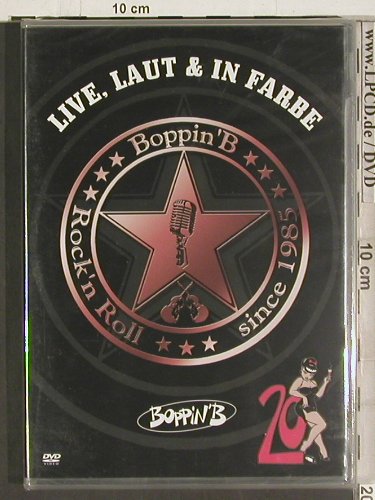 10 cm
LIVE, LAUT & IN FARBE
Boppin'B
Rock'n Roll
since 1985
BOPPIN'B
20
DVD
VIDEO
www.LPCD.de / DVD
10 cm
20